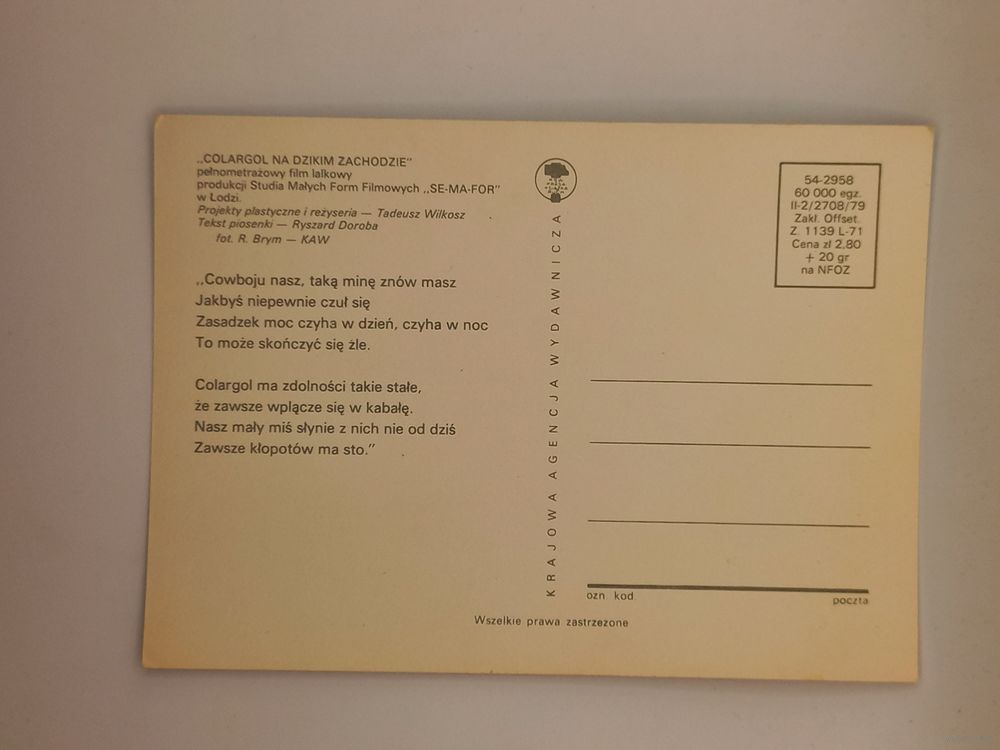 „COLARGOL NA DZIKIM ZACHODZIE"
pełnometrażowy film lalkowy
produkcji Studia Małych Form Filmowych „SE-MA-FOR"
w Łodzi.
Projekty plastyczne i reżyseria — Tadeusz Wilkosz
Tekst piosenki — Ryszard Doroba
fot. R. Brym — KAW
„Cowboju nasz, taką minę znów masz
Jakbyś niepewnie czuł się
Zasadzek moc czyha w dzień, czyha w noc
To może skończyć się źle.
Colargol ma zdolności takie stałe,
że zawsze wplącze się w kabałę.
Nasz mały miś słynie z nich nie od dziś
Zawsze kłopotów ma sto."
KRAJOWA AGENCJA WYDAWNICZA
54-2958
60 000 egz.
II-2/2708/79
Zakł. Offset.
Z. 1139 L-71
Cena zł 2,80
+ 20 gr
na NFOZ
ozn. kod.
poczta
Wszelkie prawa zastrzeżone